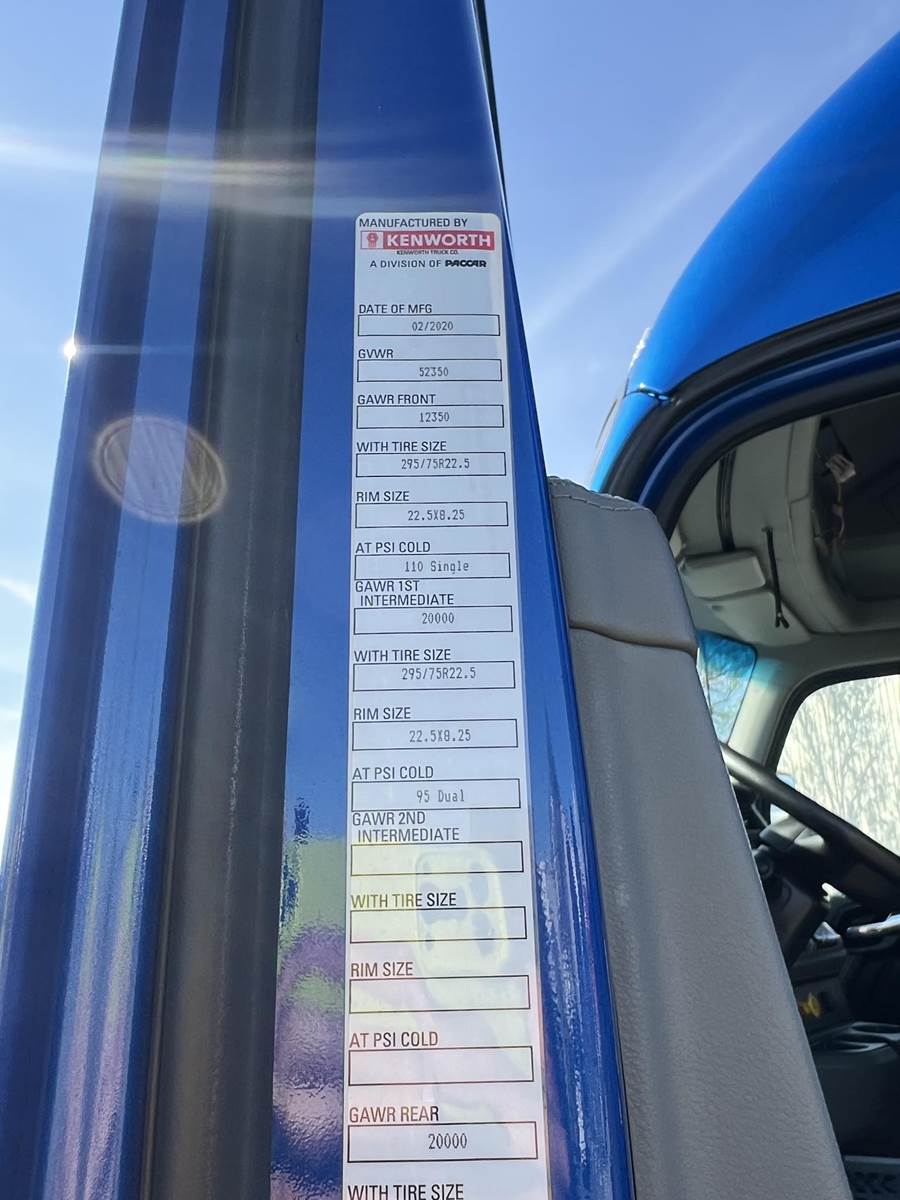 MANUFACTURED BY
KENWORTH
KENWORTH TRUCK CO.
A DIVISION OF PACCAR
DATE OF MFG
02/2020
GVWR
52350
GAWR FRONT
12350
WITH TIRE SIZE
295/75R22.5
RIM SIZE
22.5X8.25
AT PSI COLD
110 Single
GAWR 1ST
INTERMEDIATE
20000
WITH TIRE SIZE
295/75R22.5
RIM SIZE
22.5X8.25
AT PSI COLD
95 Dual
GAWR 2ND
INTERMEDIATE
WITH TIRE SIZE
RIM SIZE
AT PSI COLD
GAWR REAR
20000
WITH TIRE SIZE